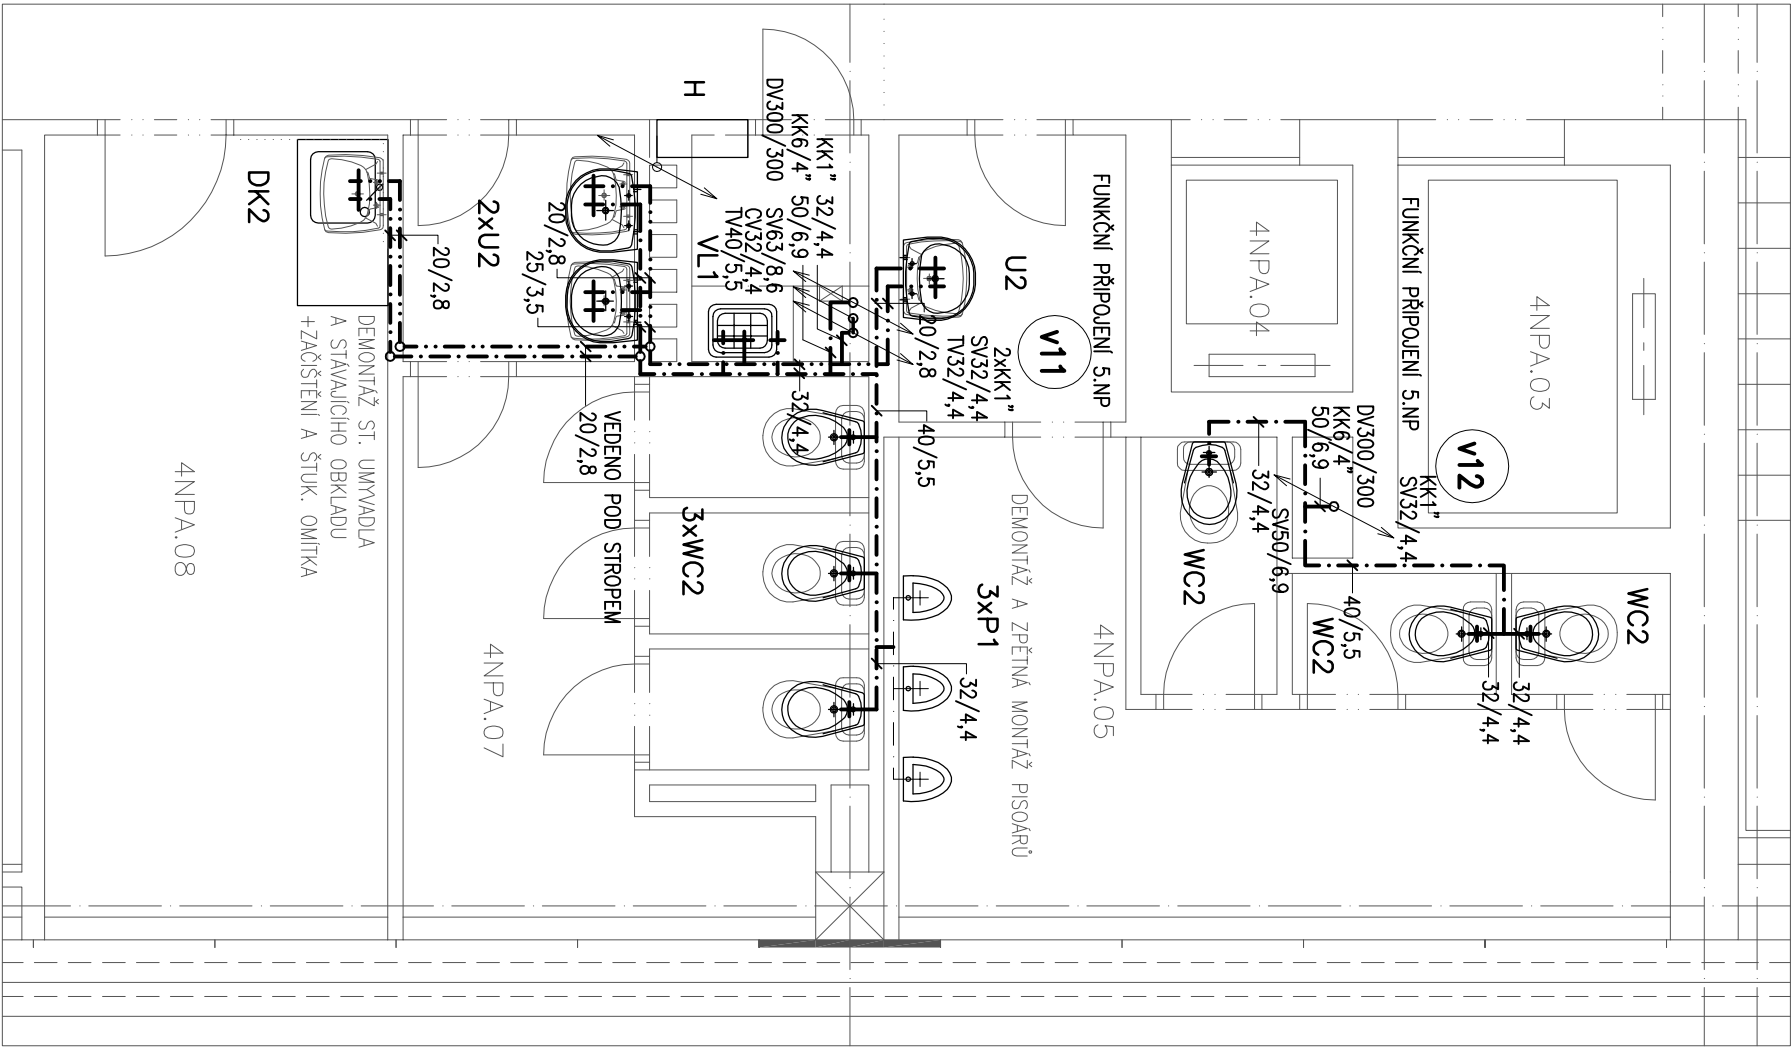 4NPA.03
FUNKČNÍ PŘIPOJENÍ 5.NP
v12
KK1"
SV32/4,4
4NPA.04
DV300/300
KK6/4"
50/6,9
32/4,4
SV50/6,9
40/5,5
WC2
WC2
WC2
32/4,4
32/4,4
FUNKČNÍ PŘIPOJENÍ 5.NP
v11
U2
2xKK1"
SV32/4,4
TV32/4,4
20/2,8
40/5,5
4NPA.05
DEMONTÁŽ A ZPĚTNÁ MONTÁŽ PISOÁRŮ
3xP1
32/4,4
H
KK1" 32/4,4
KK6/4" 50/6,9
DV300/300
SV63/8,6
CV32/4,4
TV40/5,5
VL1
32/4,4
3xWC2
VEDENO POD STROPEM
20/2,8
2xU2
20/2,8
25/3,5
4NPA.07
20/2,8
DK2
DEMONTÁŽ ST. UMYVADLA
A STÁVAJÍCÍHO OBKLADU
+ZAČIŠTĚNÍ A ŠTUK. OMÍTKA
4NPA.08